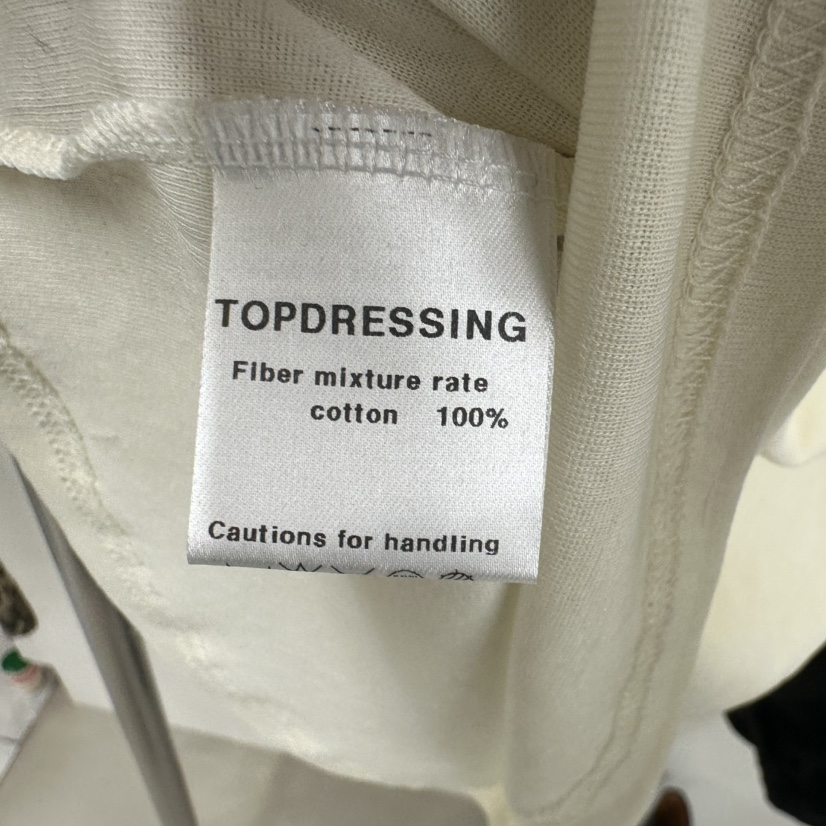 TOPDRESSING
Fiber mixture rate
cotton 100%
Cautions for handling